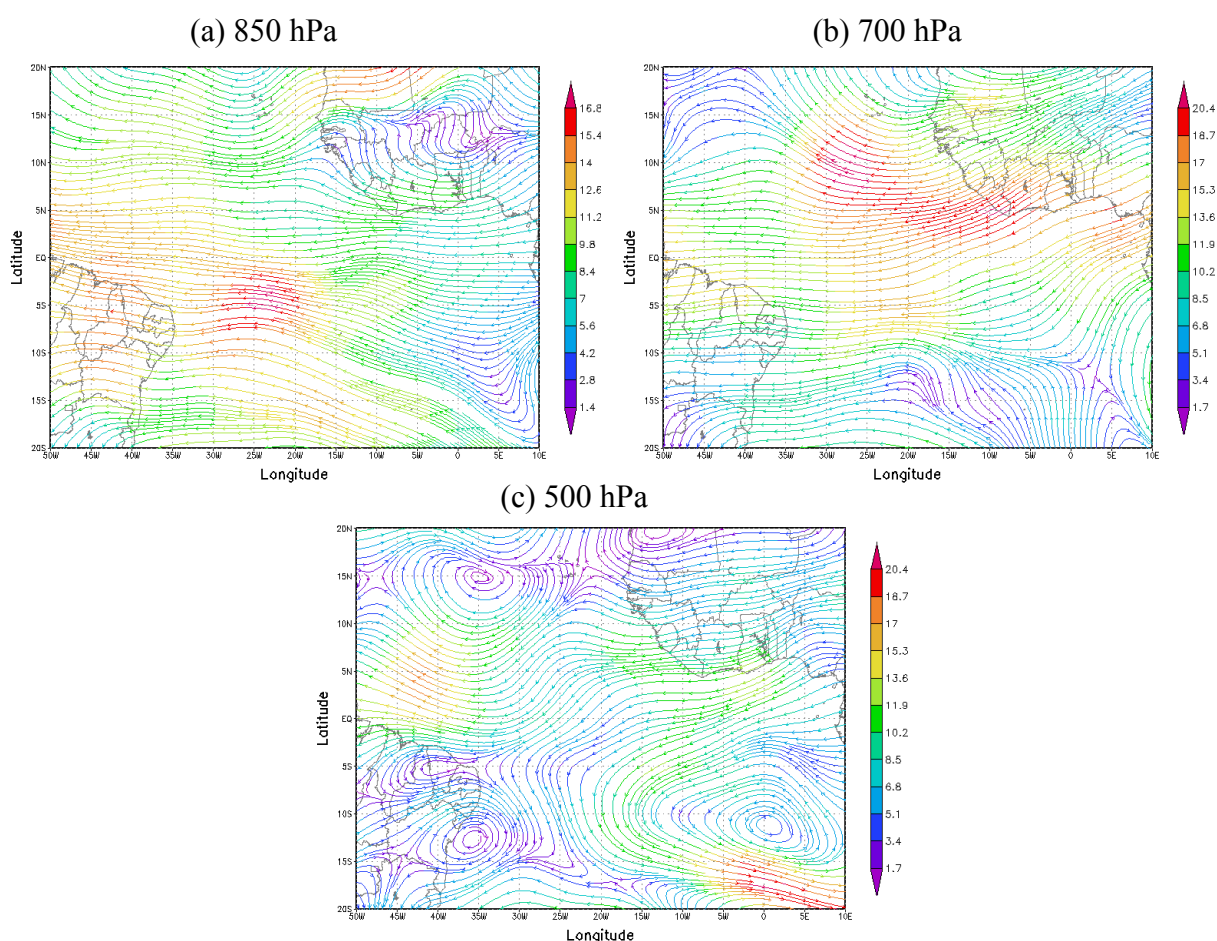 (a) 850 hPa
(b) 700 hPa
20N
15N
10N
5N
EQ
5S
10S
15S
20S
50W 45W 40W 35W 30W 25W 20W 15W 10W 5W 0 5E 10E
Latitude
Longitude
16.8
15.4
14
12.6
11.2
9.8
8.4
7
5.6
4.2
2.8
1.4
20N
15N
10N
5N
EQ
5S
10S
15S
20S
50W 45W 40W 35W 30W 25W 20W 15W 10W 5W 0 5E 10E
Latitude
Longitude
20.4
18.7
17
15.3
13.6
11.9
10.2
8.5
6.8
5.1
3.4
1.7
(c) 500 hPa
20N
15N
10N
5N
EQ
5S
10S
15S
20S
50W 45W 40W 35W 30W 25W 20W 15W 10W 5W 0 5E 10E
Latitude
Longitude
20.4
18.7
17
15.3
13.6
11.9
10.2
8.5
6.8
5.1
3.4
1.7